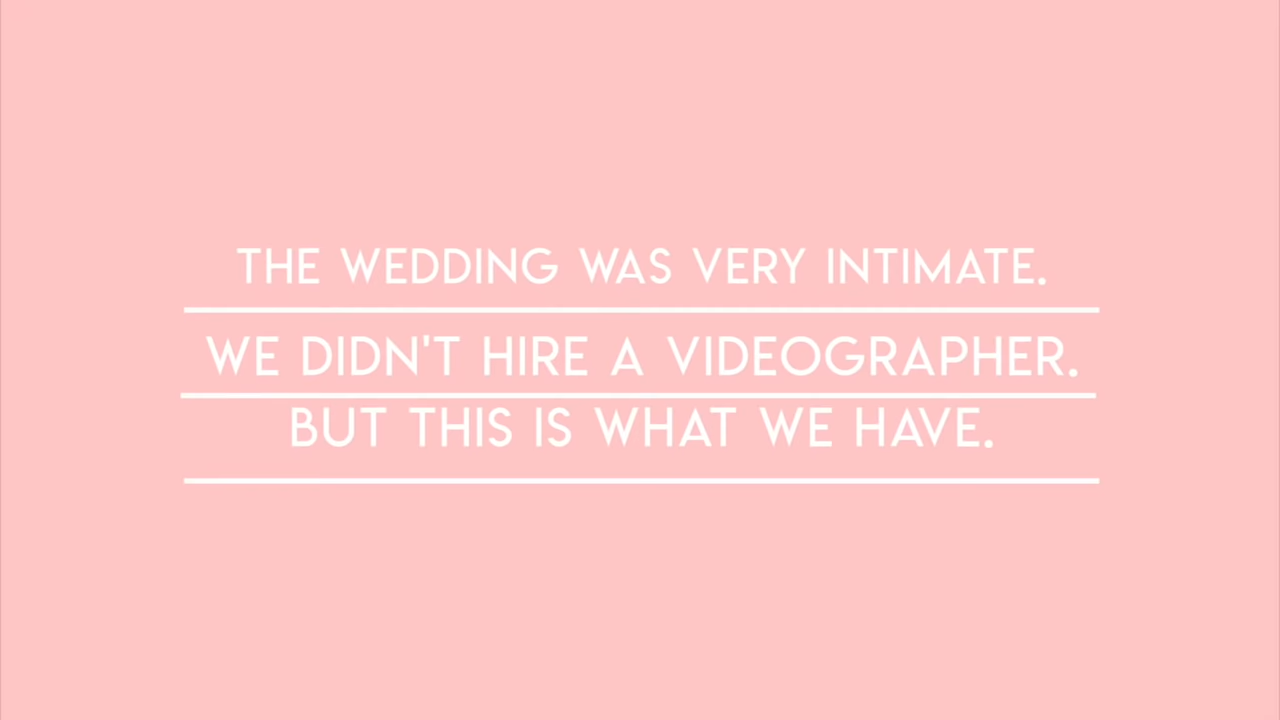 THE WEDDING WAS VERY INTIMATE.
WE DIDN'T HIRE A VIDEOGRAPHER.
BUT THIS IS WHAT WE HAVE.